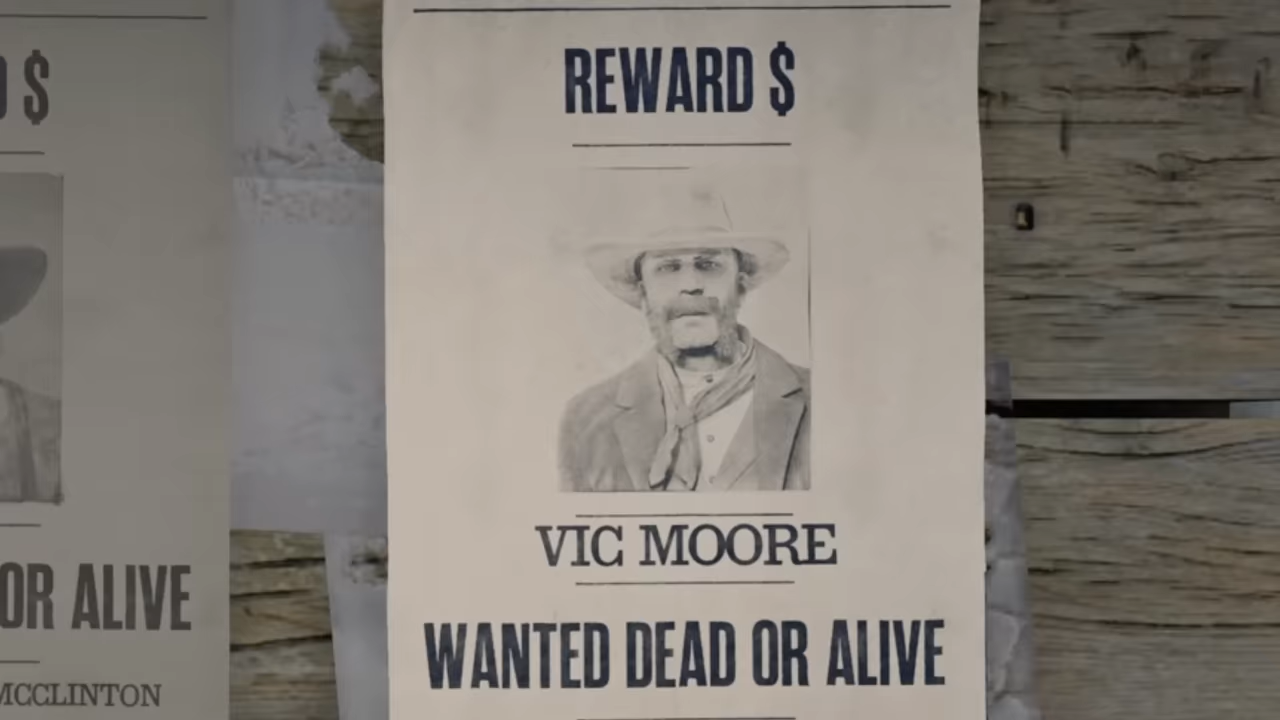 $
OR ALIVE
MCCLINTON
REWARD $
VIC MOORE
WANTED DEAD OR ALIVE